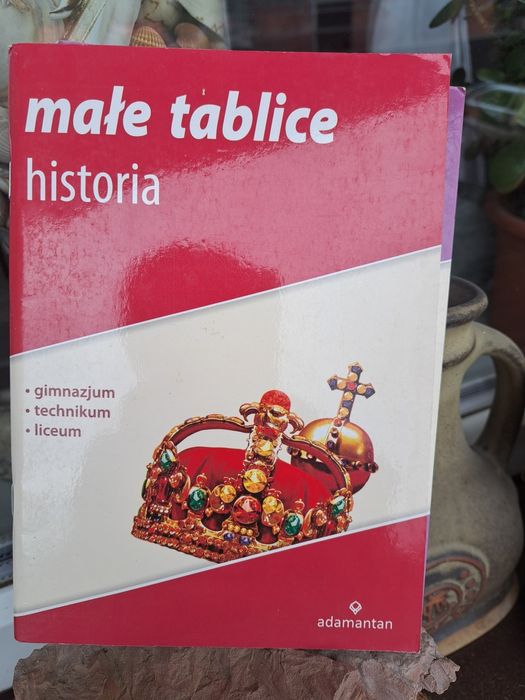 małe tablice
historia
• gimnazjum
• technikum
• liceum
adamantan